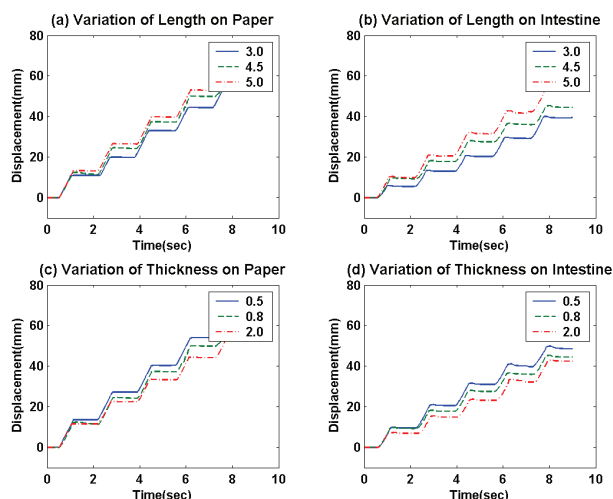 (a) Variation of Length on Paper
80
60
40
20
0
Displacement(mm)
3.0
4.5
5.0
0 2 4 6 8 10
Time(sec)
(b) Variation of Length on Intestine
80
60
40
20
0
Displacement(mm)
3.0
4.5
5.0
0 2 4 6 8 10
Time(sec)
(c) Variation of Thickness on Paper
80
60
40
20
0
Displacement(mm)
0.5
0.8
2.0
0 2 4 6 8 10
Time(sec)
(d) Variation of Thickness on Intestine
80
60
40
20
0
Displacement(mm)
0.5
0.8
2.0
0 2 4 6 8 10
Time(sec)